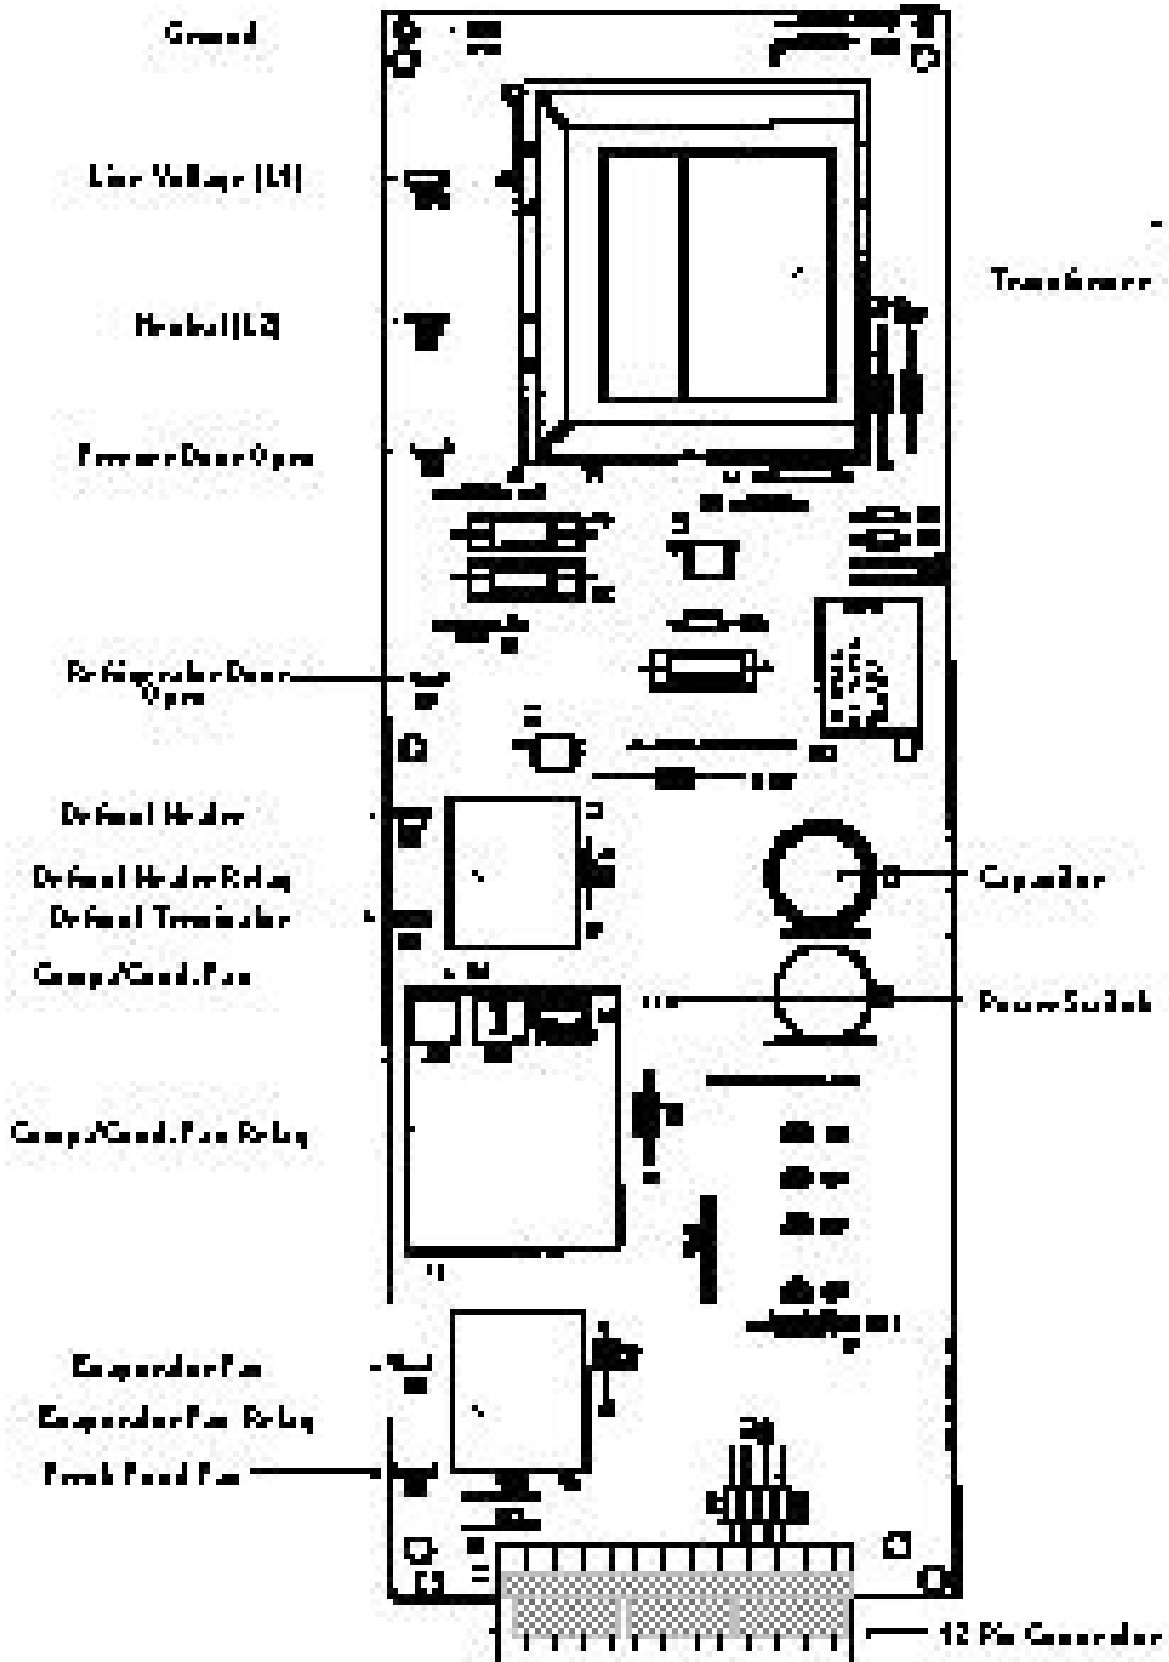 Ground
Line Voltage (L1)
Neutral (L2)
Transformer
Freezer Door Open
Refrigerator Door
Open
Defrost Heater
Defrost Heater Relay
Capacitor
Defrost Terminator
Comp./Cond. Fan
Power Switch
Comp./Cond. Fan Relay
Evaporator Fan
Evaporator Fan Relay
Fresh Food Fan
12 Pin Connector